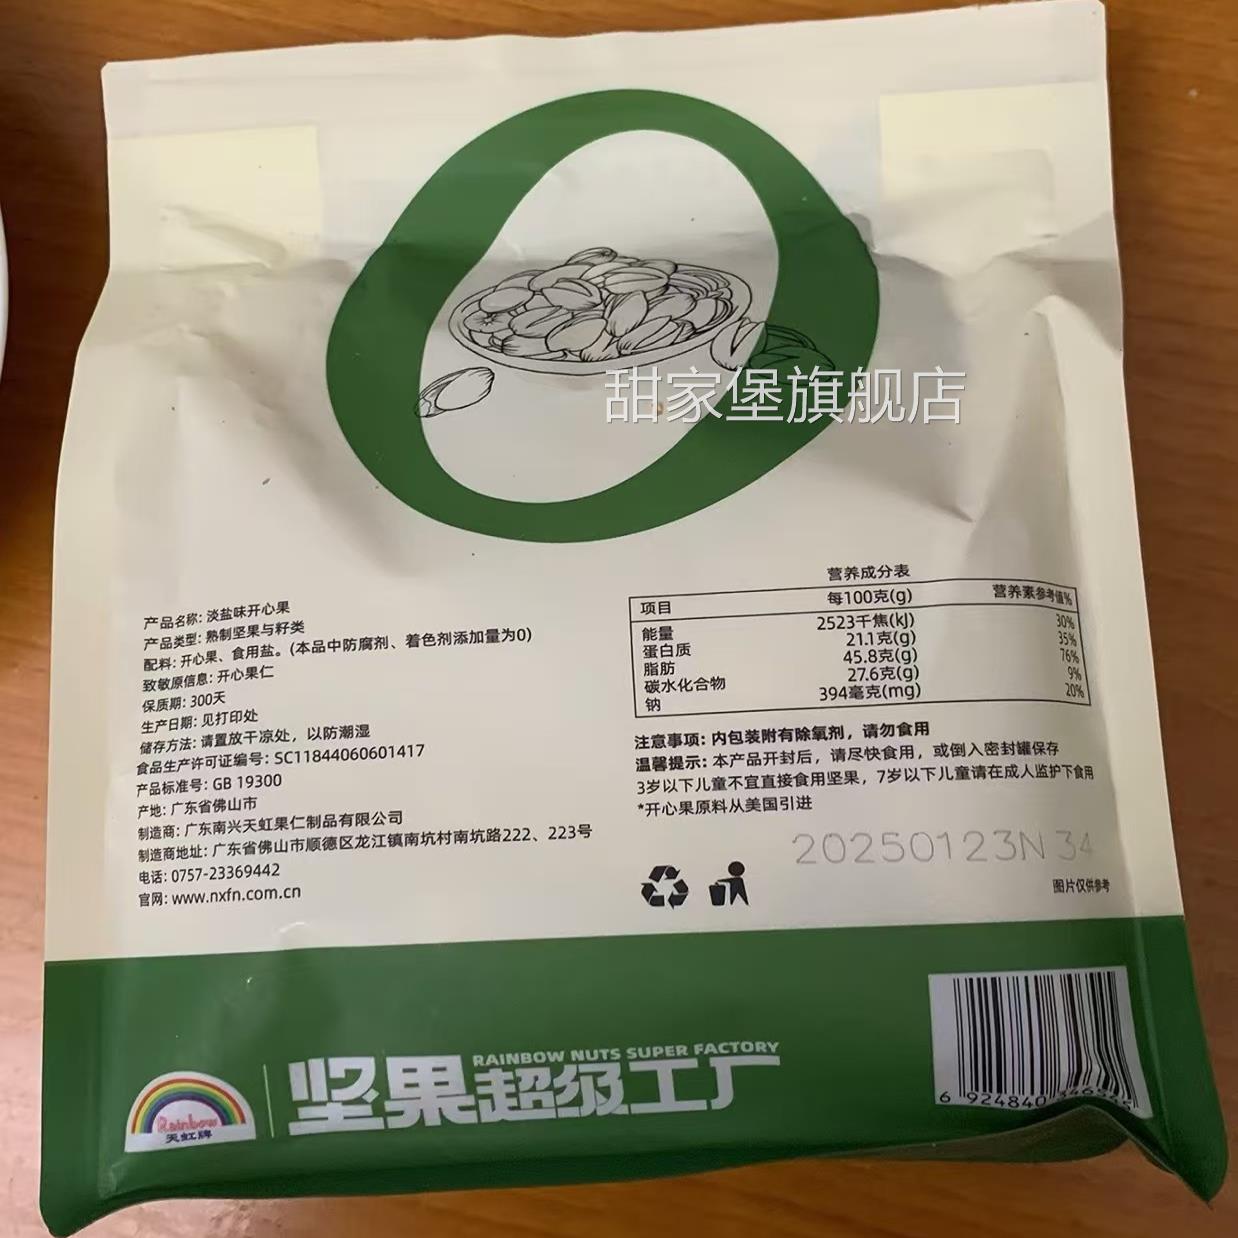 甜家堡旗舰店
产品名称: 淡盐味开心果
产品类型: 熟制坚果与籽类
配料: 开心果、食用盐。(本品中防腐剂、着色剂添加量为0)
致敏原信息: 开心果仁
保质期: 300天
生产日期: 见打印处
储存方法: 请置放干凉处，以防潮湿
食品生产许可证编号: SC11844060601417
产品标准号: GB 19300
产地: 广东省佛山市
制造商: 广东南兴天虹果仁制品有限公司
制造商地址: 广东省佛山市顺德区龙江镇南坑村南坑路222、223号
电话: 0757-23369442
官网: www.nxfn.com.cn
营养成分表
项目 每100克(g) 营养素参考值%
能量 2523千焦(kJ) 30%
蛋白质 21.1克(g) 35%
脂肪 45.8克(g) 76%
碳水化合物 27.6克(g) 9%
钠 394毫克(mg) 20%
注意事项: 内包装附有除氧剂，请勿食用
温馨提示: 本产品开封后，请尽快食用，或倒入密封罐保存
3岁以下儿童不宜直接食用坚果，7岁以下儿童请在成人监护下食用
*开心果原料从美国引进
20250123N 34
图片仅供参考
RAINBOW NUTS SUPER FACTORY
坚果超级工厂
Rainbow
天虹牌
6 924840